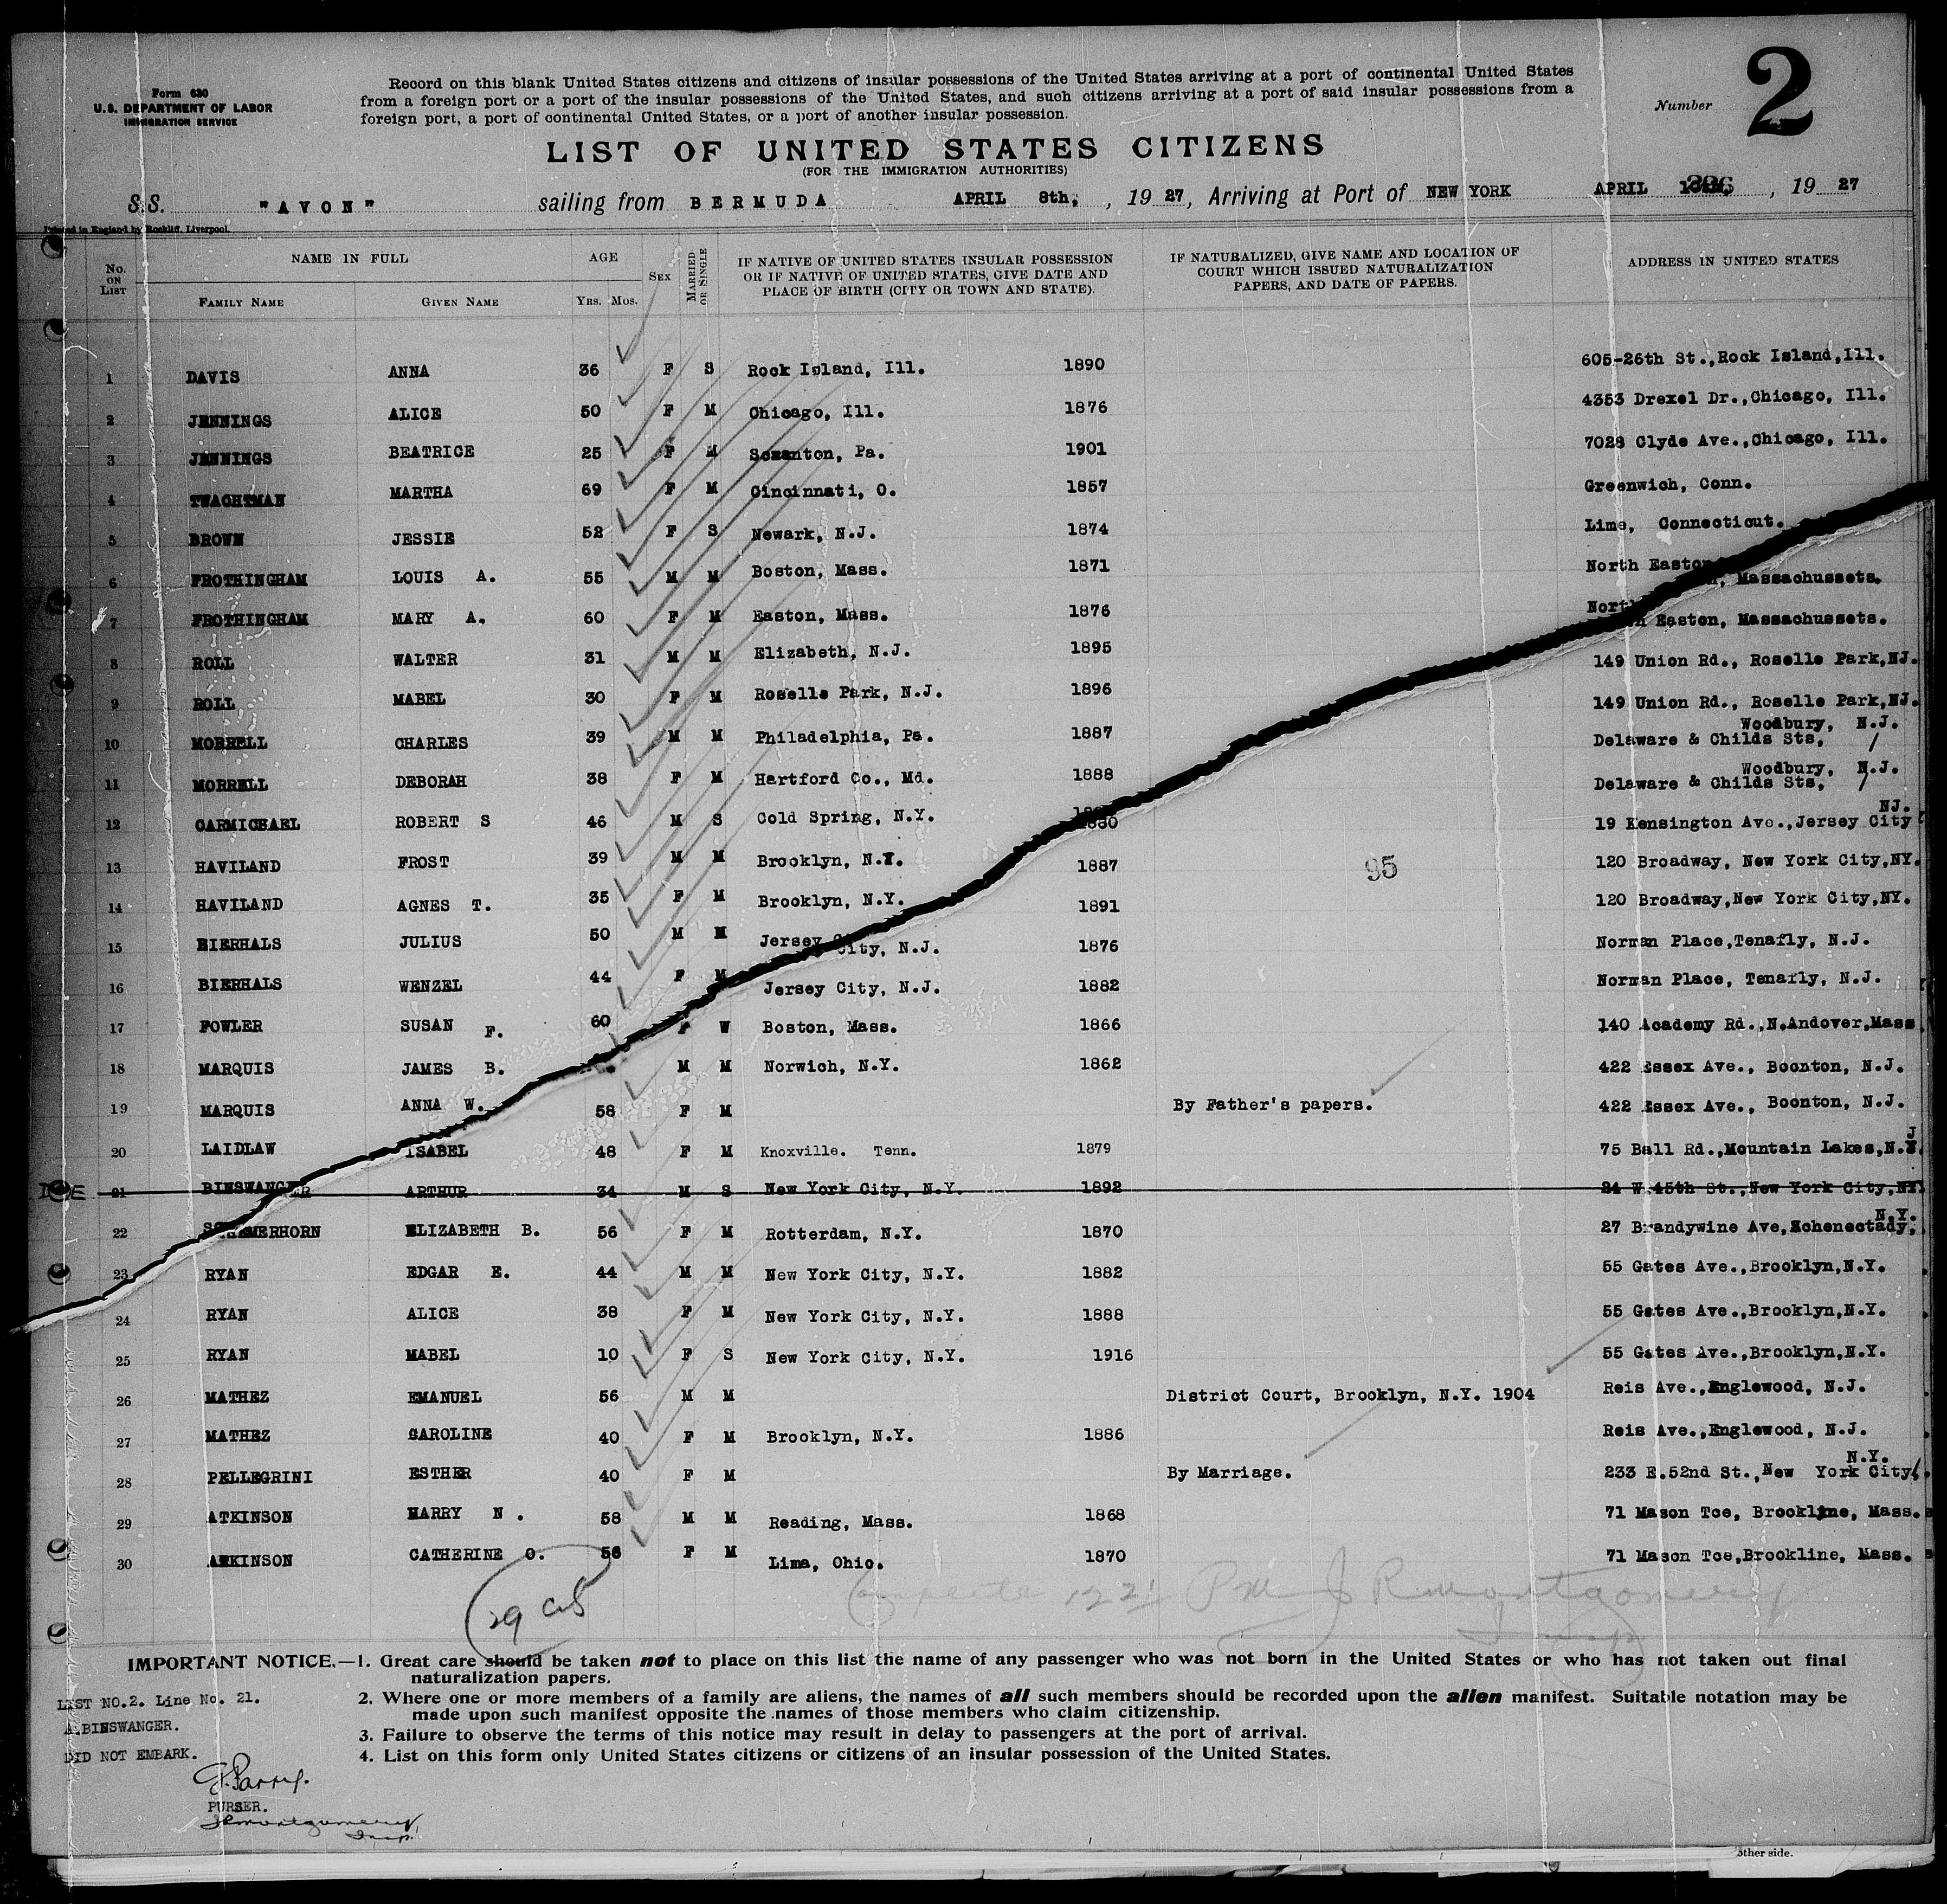 Form 630
U.S. DEPARTMENT OF LABOR
IMMIGRATION SERVICE
Record on this blank United States citizens and citizens of insular possessions of the United States arriving at a port of continental United States
from a foreign port or a port of the insular possessions of the United States, and such citizens arriving at a port of said insular possessions from a
foreign port, a port of continental United States, or a port of another insular possession.
Number 2
LIST OF UNITED STATES CITIZENS
(FOR THE IMMIGRATION AUTHORITIES)
S.S. "AVON" sailing from BERMUDA APRIL 8th, , 19 27, Arriving at Port of NEW YORK APRIL , 19 27
Printed in England by Rockliff, Liverpool.
No. ON LIST NAME IN FULL AGE SEX MARRIED OR SINGLE IF NATIVE OF UNITED STATES INSULAR POSSESSION OR IF NATIVE OF UNITED STATES, GIVE DATE AND PLACE OF BIRTH (CITY OR TOWN AND STATE). IF NATURALIZED, GIVE NAME AND LOCATION OF COURT WHICH ISSUED NATURALIZATION PAPERS, AND DATE OF PAPERS. ADDRESS IN UNITED STATES
FAMILY NAME GIVEN NAME YRS. MOS.
1 DAVIS ANNA 36 F S Rock Island, Ill. 1890 605-26th St.,Rock Island,Ill.
2 JENNINGS ALICE 50 F M Chicago, Ill. 1876 4353 Drexel Dr.,Chicago, Ill.
3 JENNINGS BEATRICE 25 F M Scranton, Pa. 1901 7028 Clyde Ave.,Chicago, Ill.
4 TWACHTMAN MARTHA 69 F M Cincinnati, O. 1857 Greenwich, Conn.
5 BROWN JESSIE 52 F S Newark, N.J. 1874 Lime, Connecticut.
6 FROTHINGHAM LOUIS A. 55 M M Boston, Mass. 1871 North Easton, Massachussets.
7 FROTHINGHAM MARY A. 60 F M Easton, Mass. 1876 North Easton, Massachussets.
8 ROLL WALTER 31 M M Elizabeth, N.J. 1895 149 Union Rd., Roselle Park,NJ.
9 ROLL MABEL 30 F M Roselle Park, N.J. 1896 149 Union Rd., Roselle Park,NJ.
10 MORRELL CHARLES 39 M M Philadelphia, Pa. 1887 Delaware & Childs Sts, / Woodbury, N.J.
11 MORRELL DEBORAH 38 F M Hartford Co., Md. 1888 Delaware & Childs Sts, / Woodbury, N.J.
12 CARMICHAEL ROBERT S 46 M S Cold Spring, N.Y. 1880 19 Kensington Ave.,Jersey City NJ.
13 HAVILAND FROST 39 M M Brooklyn, N.Y. 1887 95 120 Broadway, New York City,NY.
14 HAVILAND AGNES T. 35 F M Brooklyn, N.Y. 1891 120 Broadway,New York City,NY.
15 BIERHALS JULIUS 50 M M Jersey City, N.J. 1876 Norman Place,Tenafly, N.J.
16 BIERHALS WENZEL 44 F M Jersey City, N.J. 1882 Norman Place, Tenafly, N.J.
17 FOWLER SUSAN F. 60 F W Boston, Mass. 1866 140 Academy Rd.,N.Andover,Mass
18 MARQUIS JAMES B. M M Norwich, N.Y. 1862 422 Essex Ave., Boonton, N.J.
19 MARQUIS ANNA W. 58 F M By Father's papers. 422 Essex Ave., Boonton, N.J.
20 LAIDLAW ISABEL 48 F M Knoxville. Tenn. 1879 75 Ball Rd.,Mountain Lakes,N.J.
21 BINSWANGER ARTHUR 34 M S New York City, N.Y. 1892 24 W 45th St.,New York City,NY.
22 SCHERMERHORN ELIZABETH B. 56 F M Rotterdam, N.Y. 1870 27 Brandywine Ave,Schenectady, N.Y.
23 RYAN EDGAR E. 44 M M New York City, N.Y. 1882 55 Gates Ave.,Brooklyn,N.Y.
24 RYAN ALICE 38 F M New York City, N.Y. 1888 55 Gates Ave.,Brooklyn,N.Y.
25 RYAN MABEL 10 F S New York City, N.Y. 1916 55 Gates Ave.,Brooklyn,N.Y.
26 MATHEZ EMANUEL 56 M M District Court, Brooklyn, N.Y. 1904 Reis Ave.,Englewood, N.J.
27 MATHEZ CAROLINE 40 F M Brooklyn, N.Y. 1886 Reis Ave.,Englewood, N.J.
28 PELLEGRINI ESTHER 40 F M By Marriage. 233 E.52nd St.,New York City, N.Y.
29 ATKINSON HARRY N. 58 M M Reading, Mass. 1868 71 Mason Tce, Brookline, Mass.
30 ATKINSON CATHERINE O. 56 F M Lima, Ohio. 1870 71 Mason Tce,Brookline, Mass.
29 Complete 12 21 PM J R Montgomery
Insp
IMPORTANT NOTICE.—1. Great care should be taken not to place on this list the name of any passenger who was not born in the United States or who has not taken out final
naturalization papers.
2. Where one or more members of a family are aliens, the names of all such members should be recorded upon the alien manifest. Suitable notation may be
made upon such manifest opposite the names of those members who claim citizenship.
3. Failure to observe the terms of this notice may result in delay to passengers at the port of arrival.
4. List on this form only United States citizens or citizens of an insular possession of the United States.
LIST NO.2. Line No. 21.
A.BINSWANGER.
DID NOT EMBARK.
PURSER.
JRMontgomery
Insp.
other side.